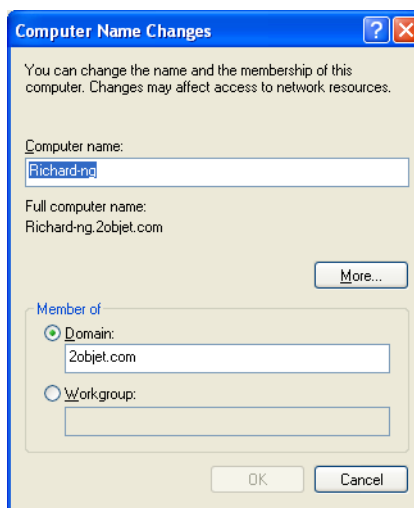 Computer Name Changes
You can change the name and the membership of this
computer. Changes may affect access to network resources.
Computer name:
Richard-ng
Full computer name:
Richard-ng.2objet.com
More...
Member of
Domain:
2objet.com
Workgroup:
OK
Cancel